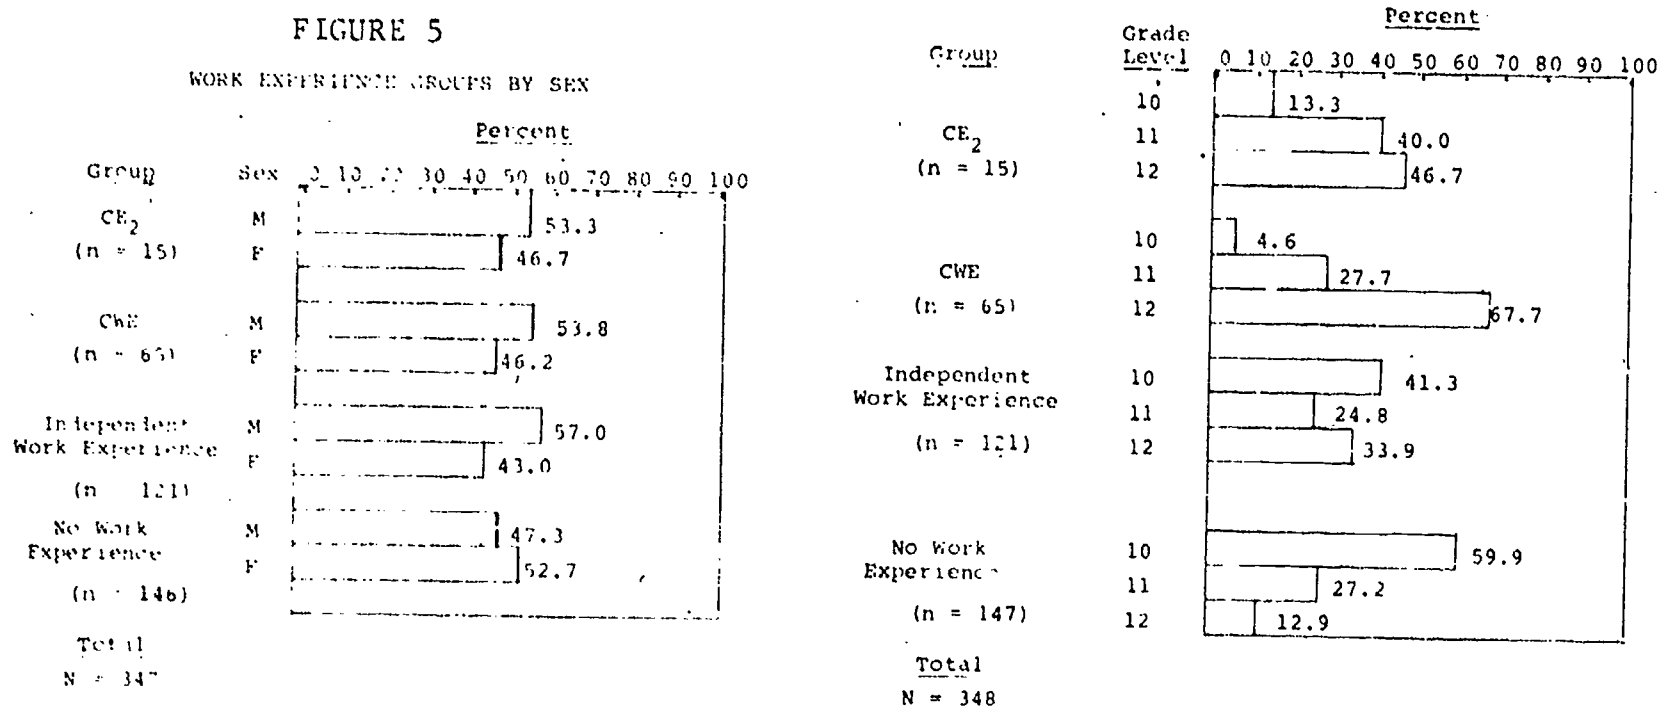 FIGURE 5
WORK EXPERIENCE GROUPS BY SEX
Percent
Group Sex 0 10 20 30 40 50 60 70 80 90 100
CE2 M 53.3
(n = 15) F 46.7
CWE M 53.8
(n = 65) F 46.2
Independent M 57.0
Work Experience F 43.0
(n 121)
No Work M 47.3
Experience F 52.7
(n = 146)
Total
N = 347
Percent
Group Grade Level 0 10 20 30 40 50 60 70 80 90 100
10 13.3
CE2 11 40.0
(n = 15) 12 46.7
10 4.6
CWE 11 27.7
(n = 65) 12 67.7
Independent 10 41.3
Work Experience 11 24.8
(n = 121) 12 33.9
No Work 10 59.9
Experience 11 27.2
(n = 147) 12 12.9
Total
N = 348